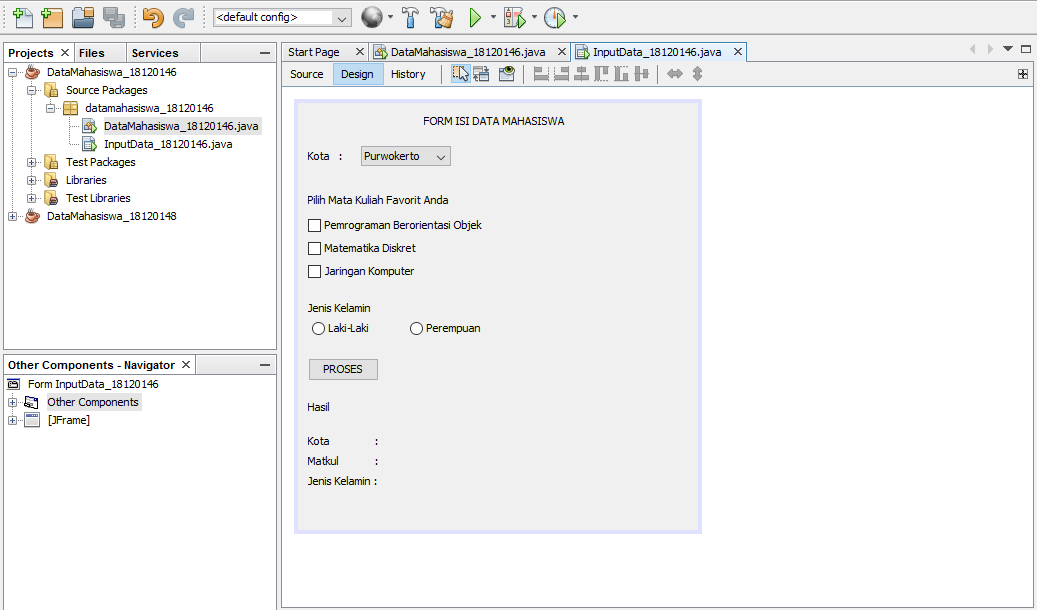 <default config>
Projects
Files
Services
DataMahasiswa_18120146
Source Packages
datamahasiswa_18120146
DataMahasiswa_18120146.java
InputData_18120146.java
Test Packages
Libraries
Test Libraries
DataMahasiswa_18120148
Other Components - Navigator
Form InputData_18120146
Other Components
[JFrame]
Start Page
DataMahasiswa_18120146.java
InputData_18120146.java
Source
Design
History
FORM ISI DATA MAHASISWA
Kota :
Purwokerto
Pilih Mata Kuliah Favorit Anda
Pemrograman Berorientasi Objek
Matematika Diskret
Jaringan Komputer
Jenis Kelamin
Laki-Laki
Perempuan
PROSES
Hasil
Kota :
Matkul :
Jenis Kelamin :